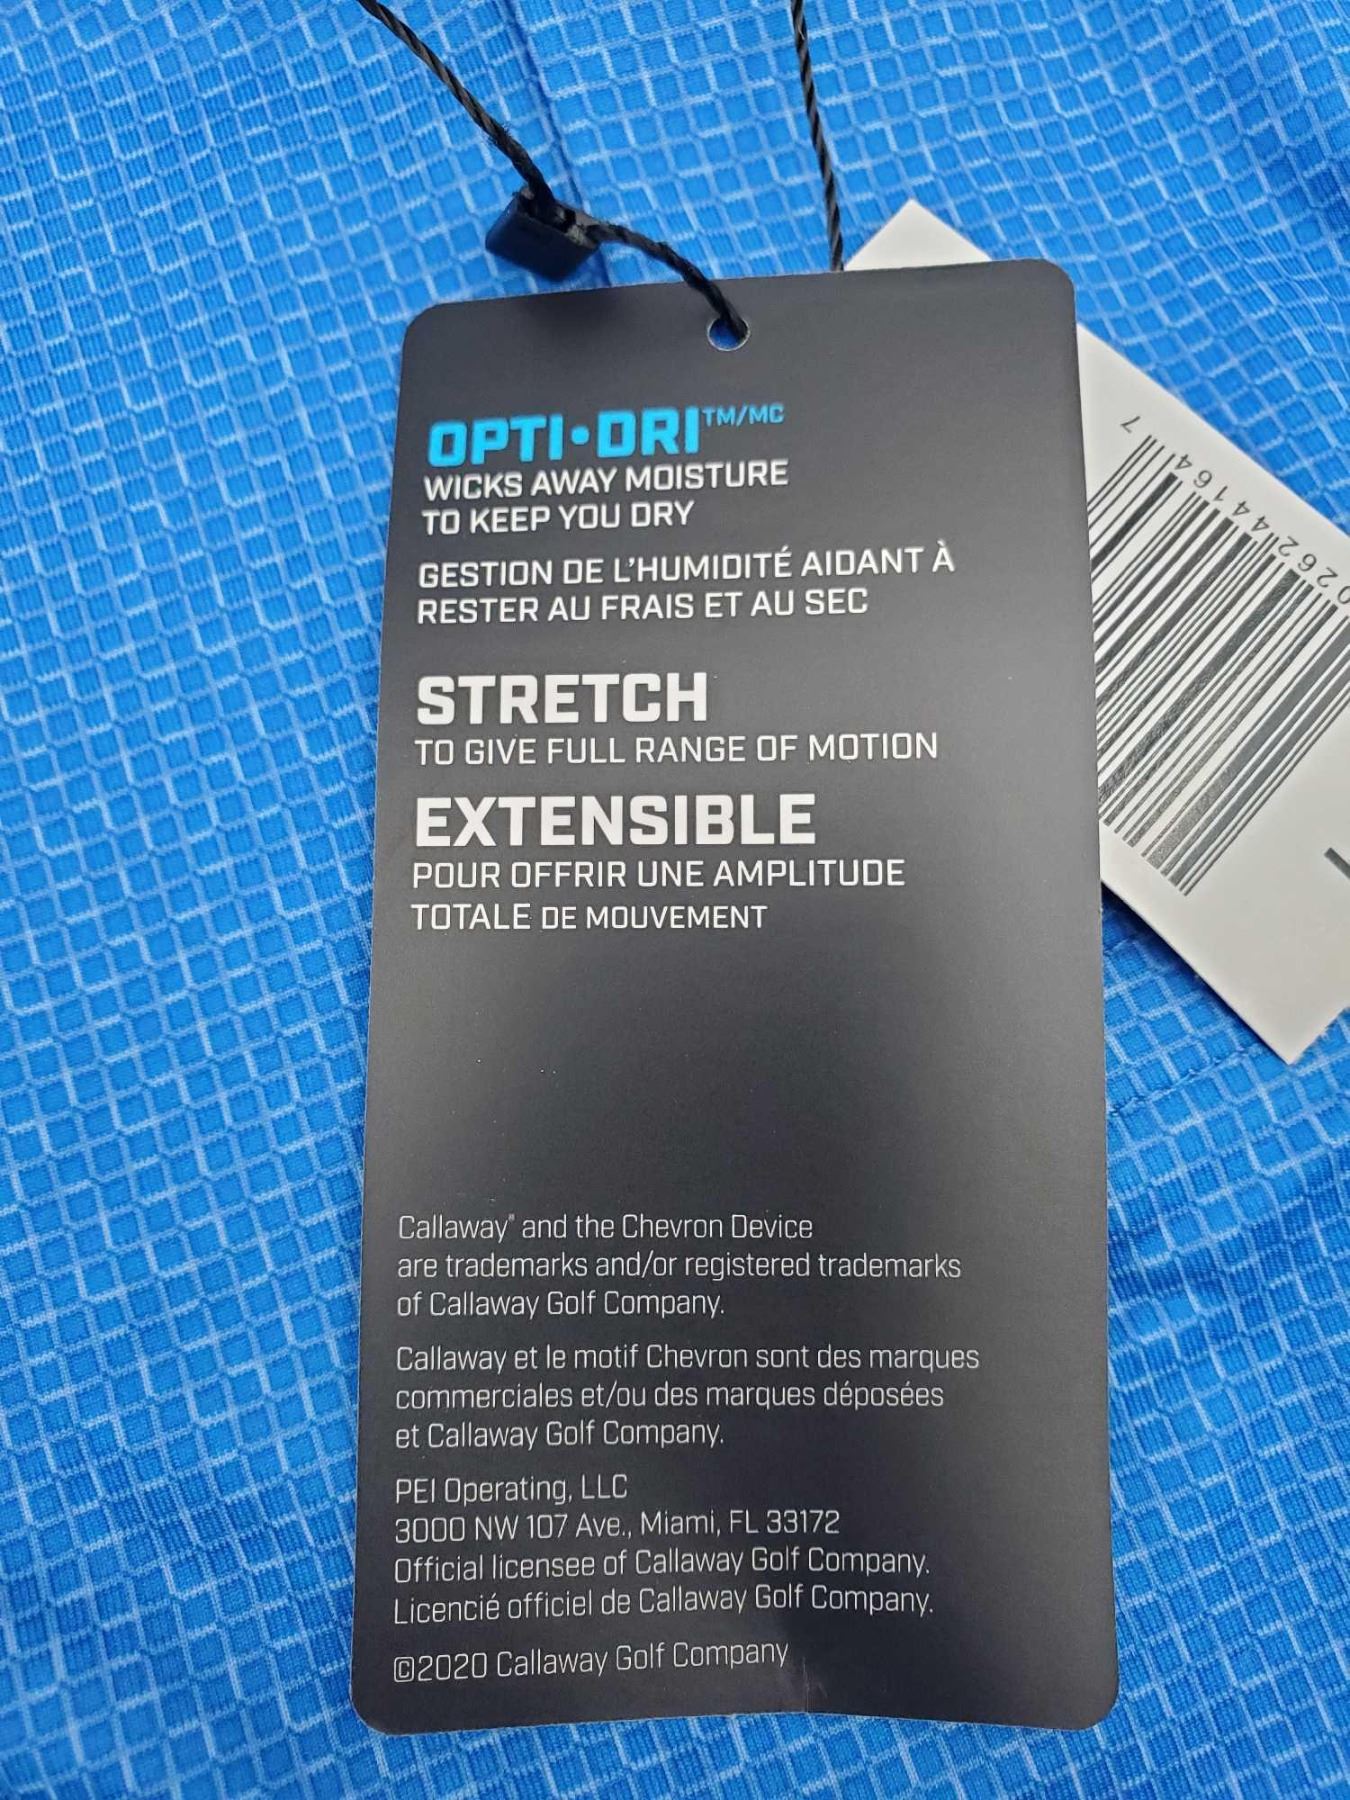 OPTI•DRI™/MC
WICKS AWAY MOISTURE
TO KEEP YOU DRY
GESTION DE L'HUMIDITÉ AIDANT À
RESTER AU FRAIS ET AU SEC
STRETCH
TO GIVE FULL RANGE OF MOTION
EXTENSIBLE
POUR OFFRIR UNE AMPLITUDE
TOTALE DE MOUVEMENT
Callaway® and the Chevron Device
are trademarks and/or registered trademarks
of Callaway Golf Company.
Callaway et le motif Chevron sont des marques
commerciales et/ou des marques déposées
et Callaway Golf Company.
PEI Operating, LLC
3000 NW 107 Ave., Miami, FL 33172
Official licensee of Callaway Golf Company.
Licencié officiel de Callaway Golf Company.
©2020 Callaway Golf Company